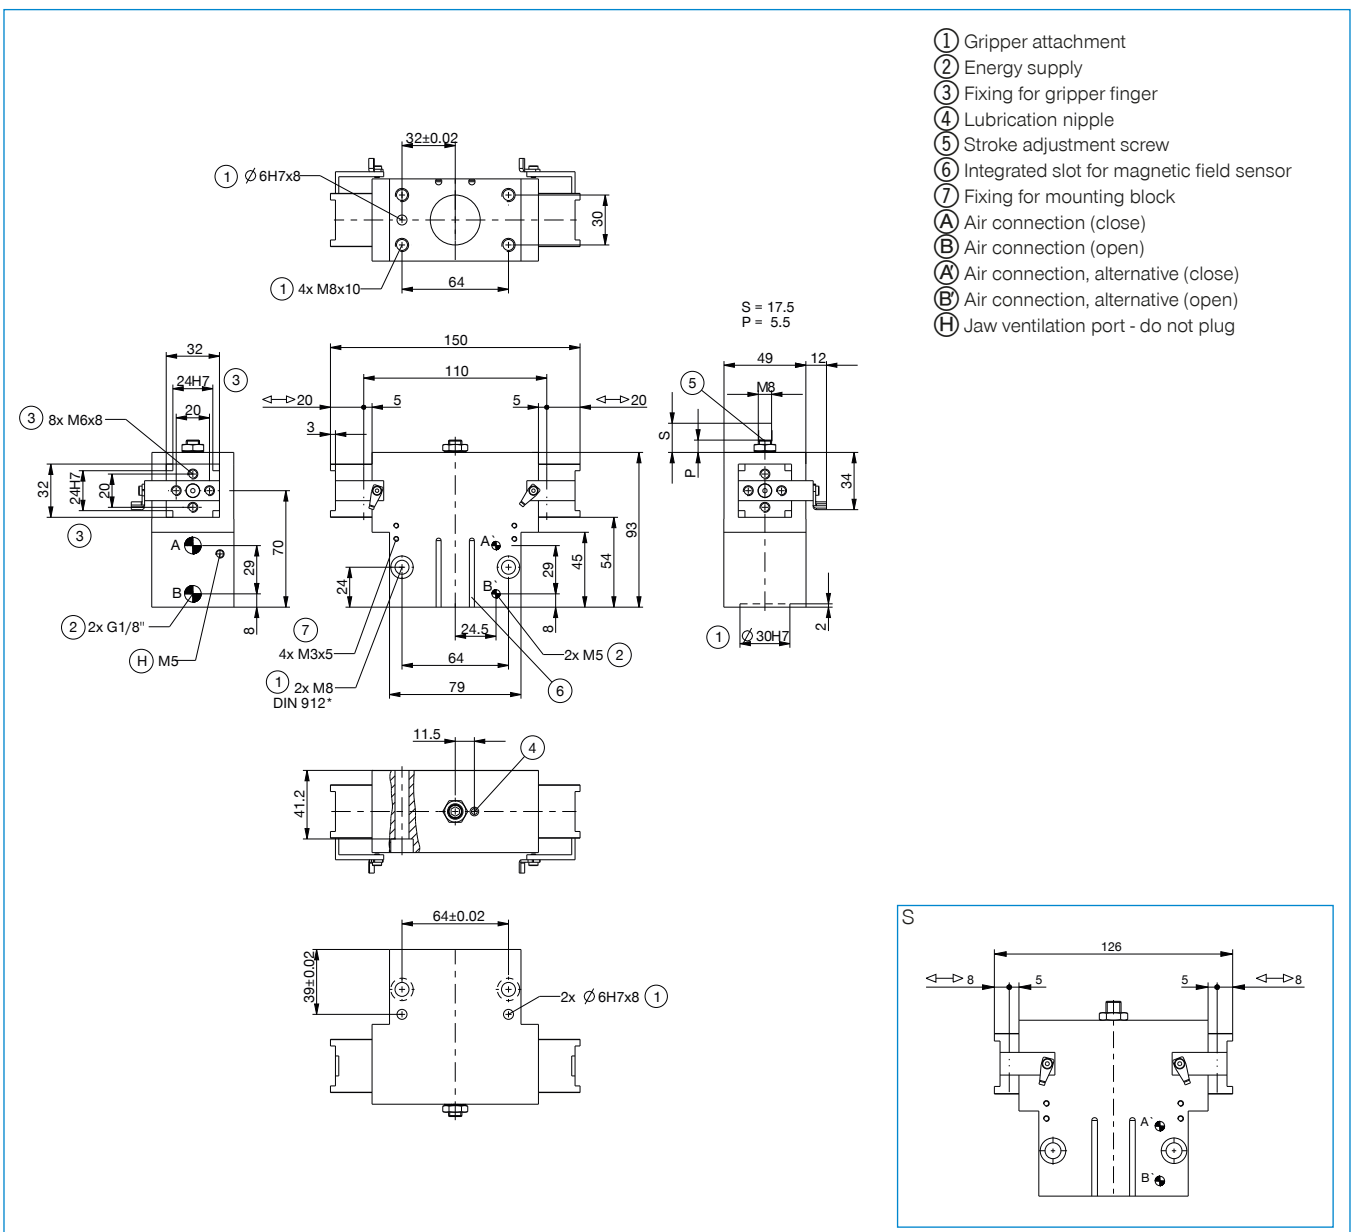 ① Gripper attachment
② Energy supply
③ Fixing for gripper finger
④ Lubrication nipple
⑤ Stroke adjustment screw
⑥ Integrated slot for magnetic field sensor
⑦ Fixing for mounting block
Ⓐ Air connection (close)
Ⓑ Air connection (open)
A' Air connection, alternative (close)
B' Air connection, alternative (open)
Ⓗ Jaw ventilation port - do not plug
32±0.02
① Ø 6H7x8
30
① 4x M8x10
64
S = 17.5
P = 5.5
32
24H7 ③
20
③ 8x M6x8
32
24H7
20
③
A
B
70
29
8
② 2x G1/8"
Ⓗ M5
150
110
20
5
5
20
3
93
54
45
29
8
24
A`
B`
24.5
⑦
4x M3x5
64
2x M5 ②
① 2x M8
DIN 912*
79
⑥
49
12
⑤
M8
S
P
34
2
① Ø 30H7
11.5
④
41.2
64±0.02
39±0.02
2x Ø 6H7x8 ①
S
126
8
5
5
8
A`
B`